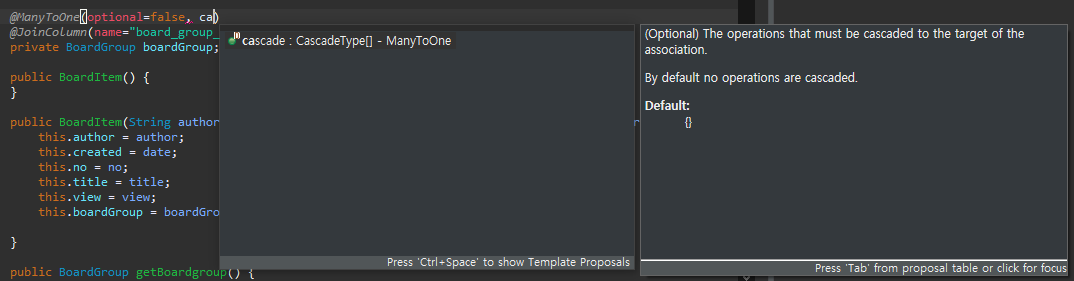 @ManyToOne(optional=false, ca)
@JoinColumn(name="board_group_
private BoardGroup boardGroup;
public BoardItem() {
}
public BoardItem(String author
this.author = author;
this.created = date;
this.no = no;
this.title = title;
this.view = view;
this.boardGroup = boardGro
}
public BoardGroup getBoardgroup() {
cascade : CascadeType[] - ManyToOne
Press 'Ctrl+Space' to show Template Proposals
(Optional) The operations that must be cascaded to the target of the
association.
By default no operations are cascaded.
Default:
{}
Press 'Tab' from proposal table or click for focus